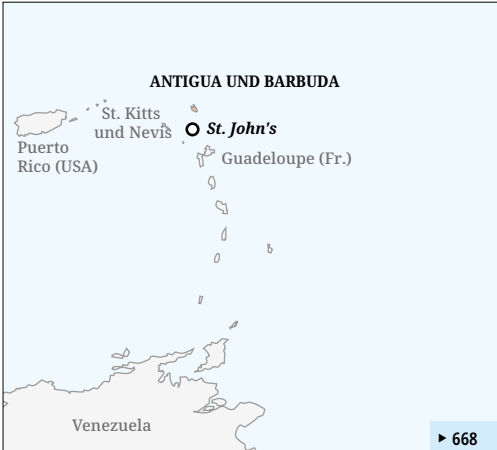 ANTIGUA UND BARBUDA
St. Kitts
und Nevis
St. John's
Puerto
Rico (USA)
Guadeloupe (Fr.)
Venezuela
► 668